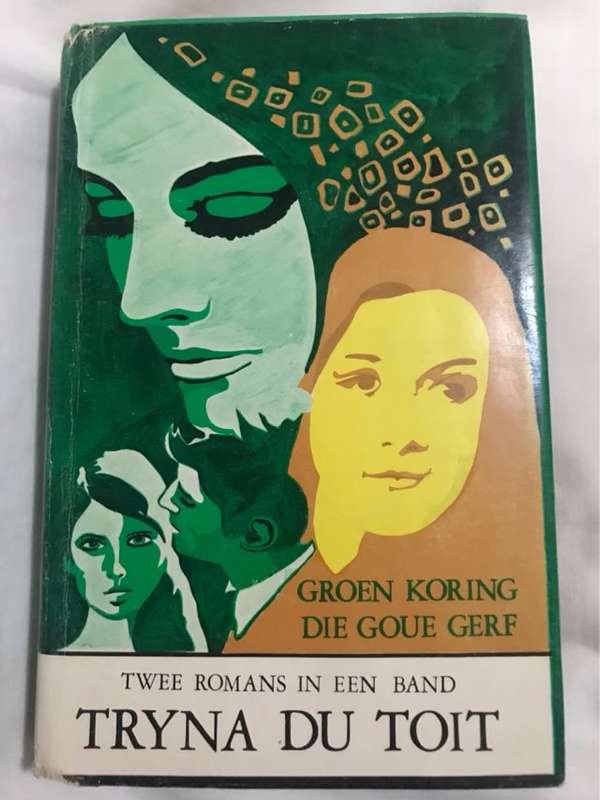 GROEN KORING
DIE GOUE GERF
TWEE ROMANS IN EEN BAND
TRYNA DU TOIT